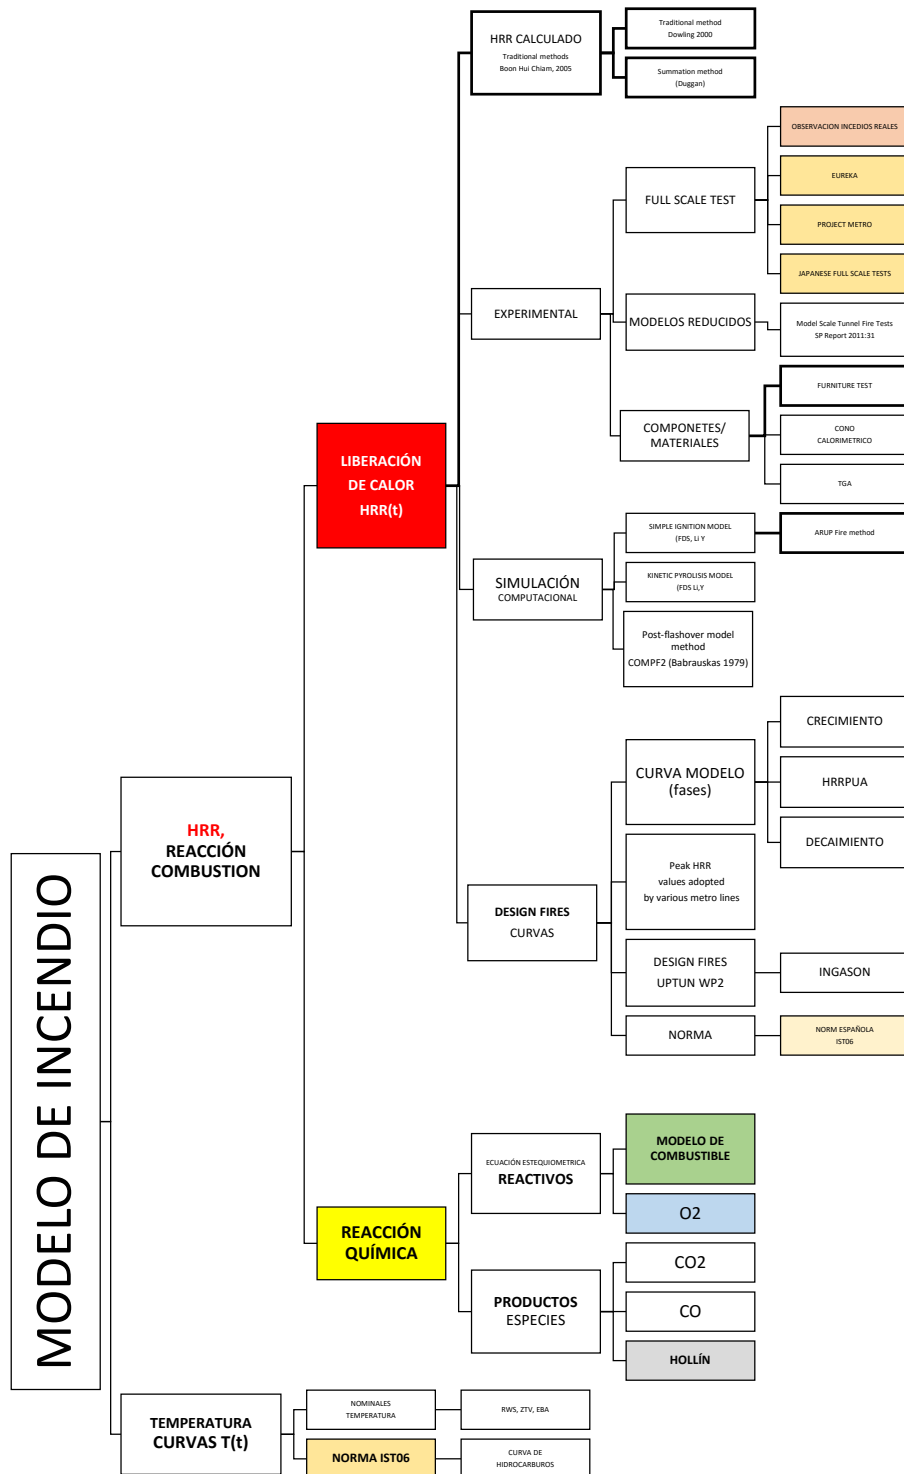 MODELO DE INCENDIO
HRR,
REACCIÓN
COMBUSTION
LIBERACIÓN
DE CALOR
HRR(t)
HRR CALCULADO
Traditional methods
Boon Hui Chiam, 2005
Traditional method
Dowling 2000
Summation method
(Duggan)
EXPERIMENTAL
FULL SCALE TEST
OBSERVACION INCEDIOS REALES
EUREKA
PROJECT METRO
JAPANESE FULL SCALE TESTS
MODELOS REDUCIDOS
Model Scale Tunnel Fire Tests
SP Report 2011:31
COMPONETES/
MATERIALES
FURNITURE TEST
CONO
CALORIMETRICO
TGA
SIMULACIÓN
COMPUTACIONAL
SIMPLE IGNITION MODEL
(FDS, Li Y
ARUP Fire method
KINETIC PYROLISIS MODEL
(FDS Li,Y
Post-flashover model
method
COMPF2 (Babrauskas 1979)
DESIGN FIRES
CURVAS
CURVA MODELO
(fases)
CRECIMIENTO
HRRPUA
DECAIMIENTO
Peak HRR
values adopted
by various metro lines
DESIGN FIRES
UPTUN WP2
INGASON
NORMA
NORM ESPAÑOLA
IST06
REACCIÓN
QUÍMICA
ECUACIÓN ESTEQUIOMETRICA
REACTIVOS
MODELO DE
COMBUSTIBLE
O2
PRODUCTOS
ESPECIES
CO2
CO
HOLLÍN
TEMPERATURA
CURVAS T(t)
NOMINALES
TEMPERATURA
RWS, ZTV, EBA
NORMA IST06
CURVA DE
HIDROCARBUROS